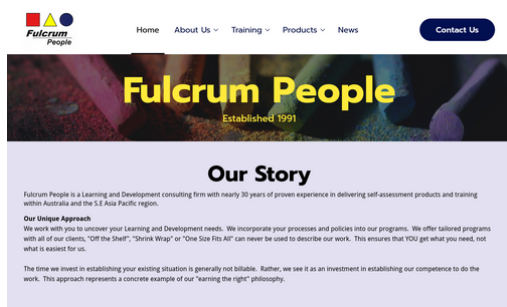 Fulcrum
People
Home
About Us
Training
Products
News
Contact Us
Fulcrum People
Established 1991
Our Story
Fulcrum People is a Learning and Development consulting firm with nearly 30 years of proven experience in delivering self-assessment products and training
within Australia and the S.E Asia Pacific region.
Our Unique Approach
We work with you to uncover your Learning and Development needs. We incorporate your processes and policies into our programs. We offer tailored programs
with all of our clients, "Off the Shelf", "Shrink Wrap" or "One Size Fits All" can never be used to describe our work. This ensures that YOU get what you need, not
what is easiest for us.
The time we invest in establishing your existing situation is generally not billable. Rather, we see it as an investment in establishing our competence to do the
work. This approach represents a concrete example of our "earning the right" philosophy.